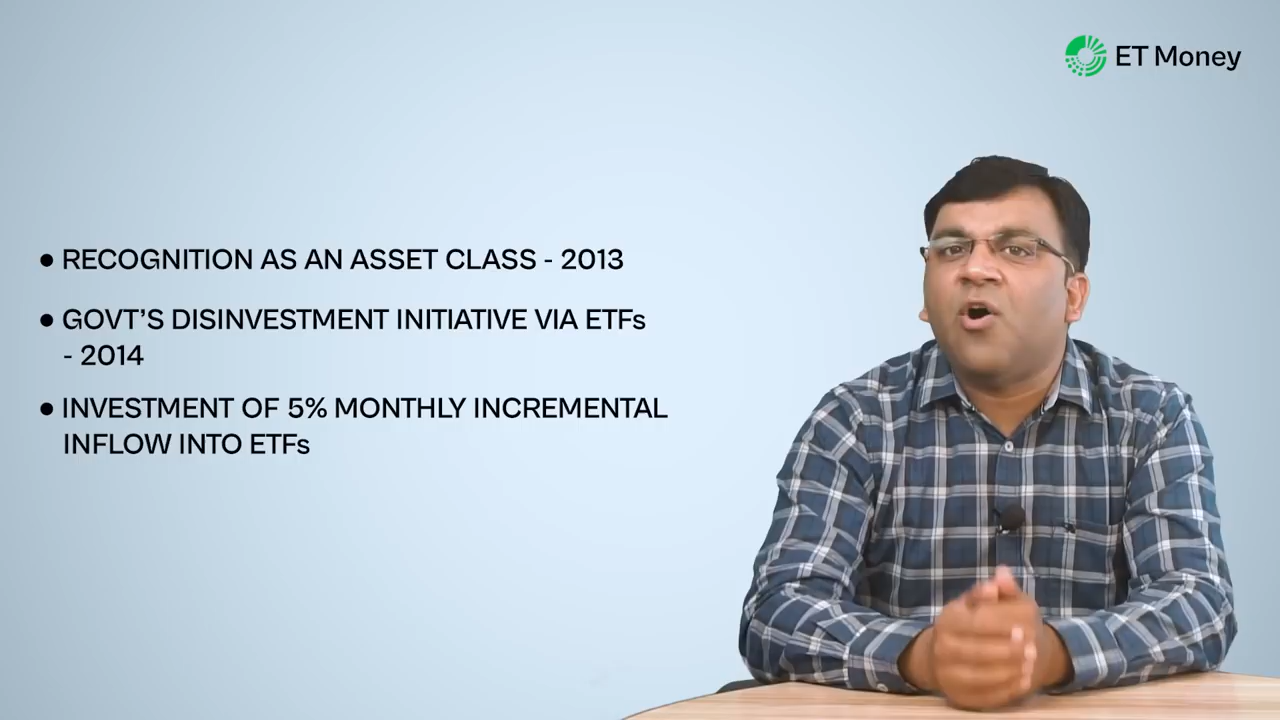 ET Money
● RECOGNITION AS AN ASSET CLASS - 2013
● GOVT'S DISINVESTMENT INITIATIVE VIA ETFs
- 2014
● INVESTMENT OF 5% MONTHLY INCREMENTAL
INFLOW INTO ETFs